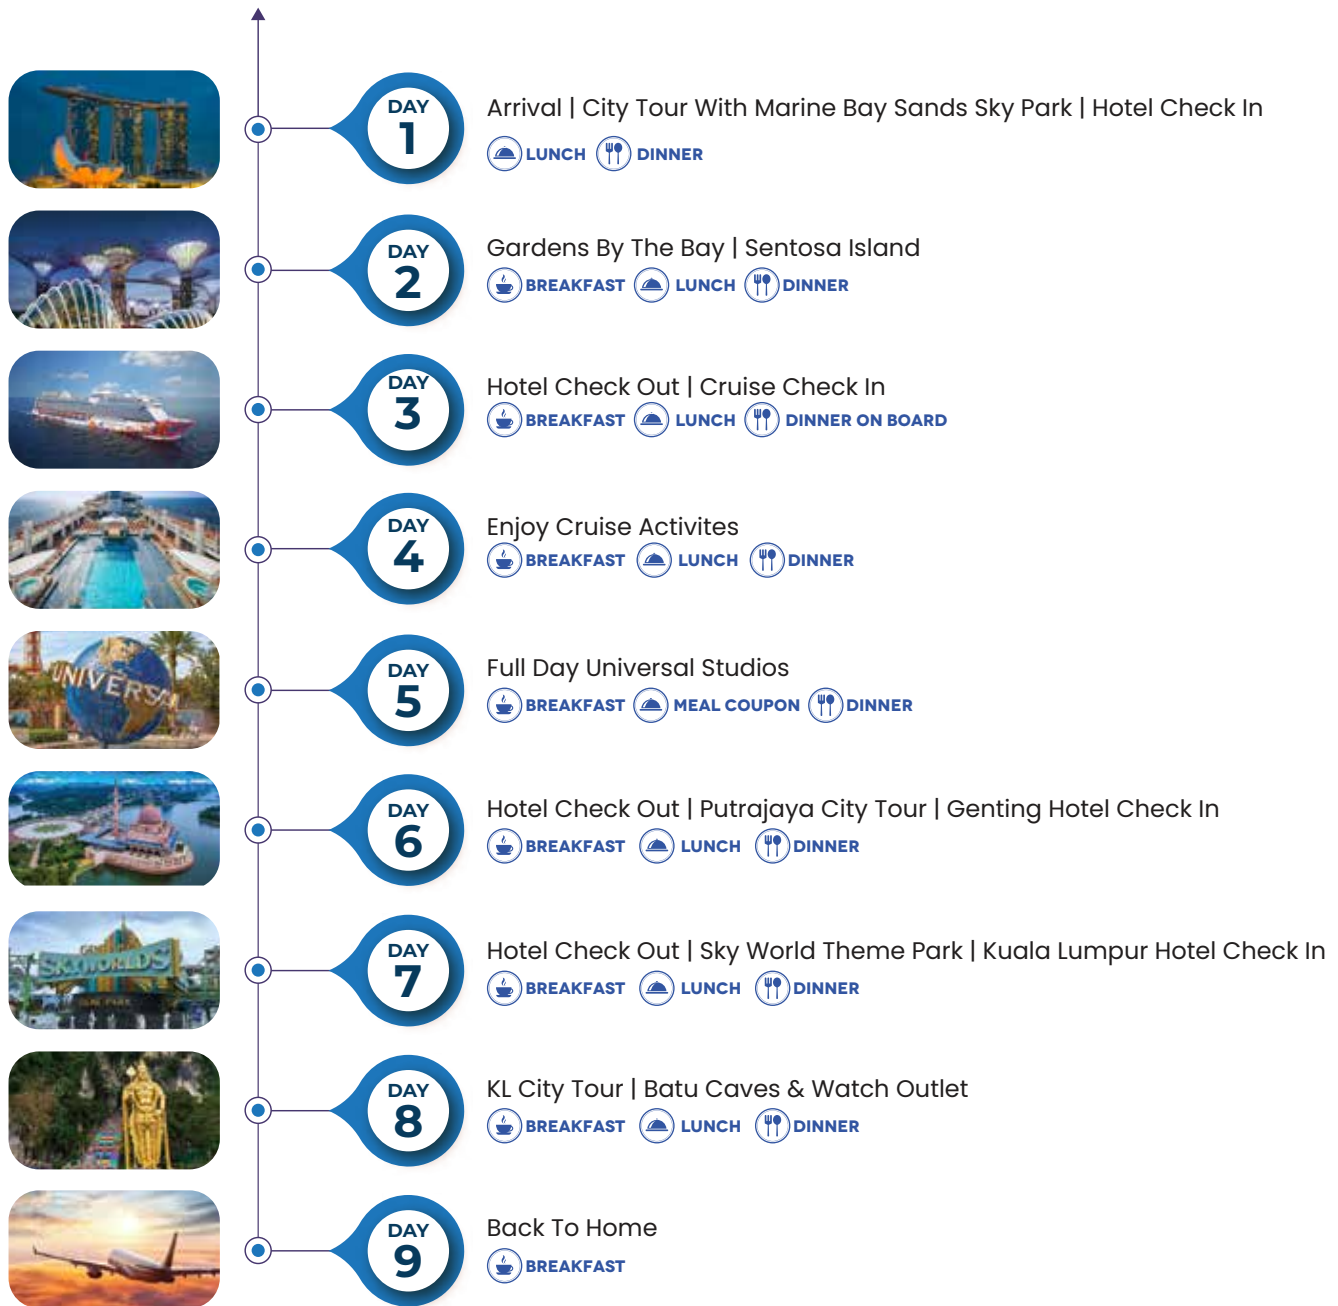 DAY
1
Arrival | City Tour With Marine Bay Sands Sky Park | Hotel Check In
LUNCH DINNER
DAY
2
Gardens By The Bay | Sentosa Island
BREAKFAST LUNCH DINNER
DAY
3
Hotel Check Out | Cruise Check In
BREAKFAST LUNCH DINNER ON BOARD
DAY
4
Enjoy Cruise Activites
BREAKFAST LUNCH DINNER
UNIVERSAL
DAY
5
Full Day Universal Studios
BREAKFAST MEAL COUPON DINNER
DAY
6
Hotel Check Out | Putrajaya City Tour | Genting Hotel Check In
BREAKFAST LUNCH DINNER
SKYWORLDS
DAY
7
Hotel Check Out | Sky World Theme Park | Kuala Lumpur Hotel Check In
BREAKFAST LUNCH DINNER
DAY
8
KL City Tour | Batu Caves & Watch Outlet
BREAKFAST LUNCH DINNER
DAY
9
Back To Home
BREAKFAST